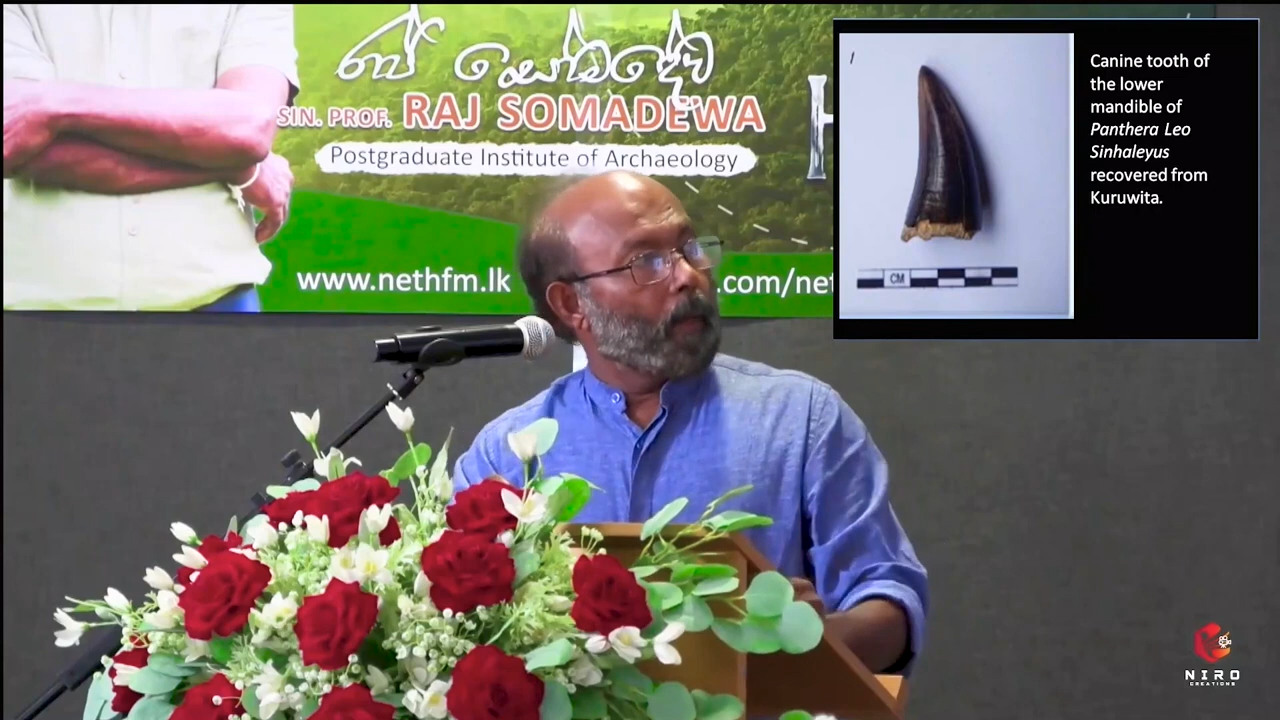 රාජ් සෝමදේව
SIN. PROF. RAJ SOMADEWA
Postgraduate Institute of Archaeology
www.nethfm.lk
.com/net
CM
Canine tooth of
the lower
mandible of
Panthera Leo
Sinhaleyus
recovered from
Kuruwita.
NIRO
CREATIONS